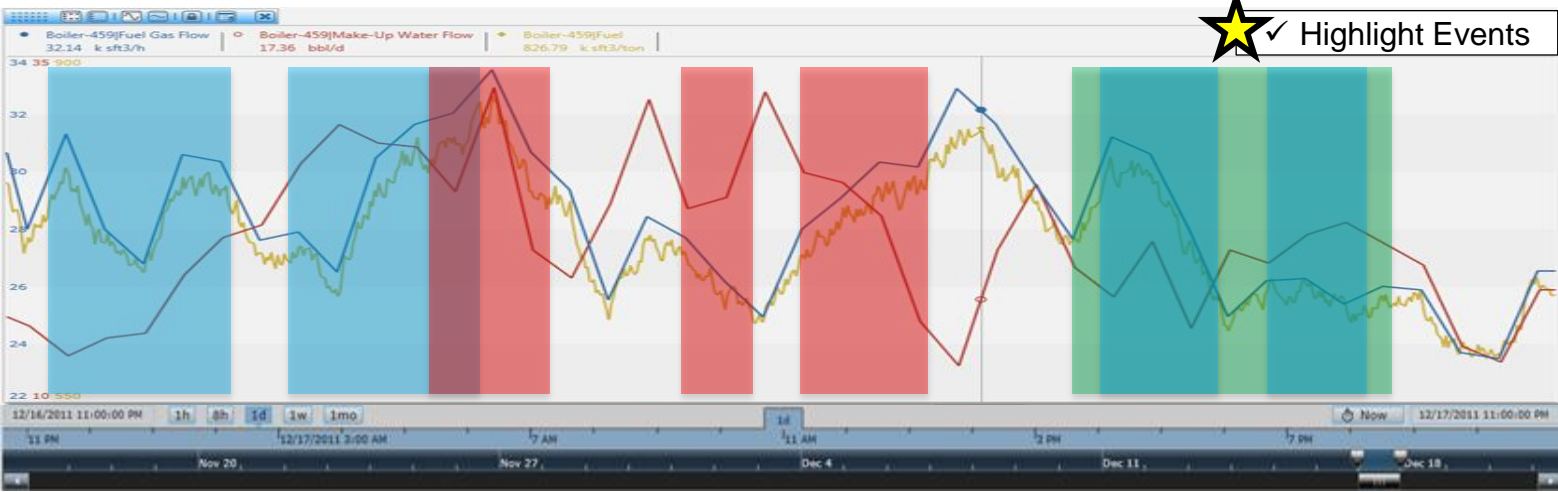 ✓ Highlight Events
Boiler-459|Fuel Gas Flow
32.14 k sft3/h
Boiler-459|Make-Up Water Flow
17.36 bbl/d
Boiler-459|Fuel
826.79 k sft3/ton
34 35 900
32
30
28
26
24
22 10 550
12/16/2011 11:00:00 PM 1h 8h 1d 1w 1mo 1d Now 12/17/2011 11:00:00 PM
11 PM 12/17/2011 3:00 AM 7 AM 11 AM 2 PM 7 PM
Nov 20 Nov 27 Dec 4 Dec 11 Dec 18